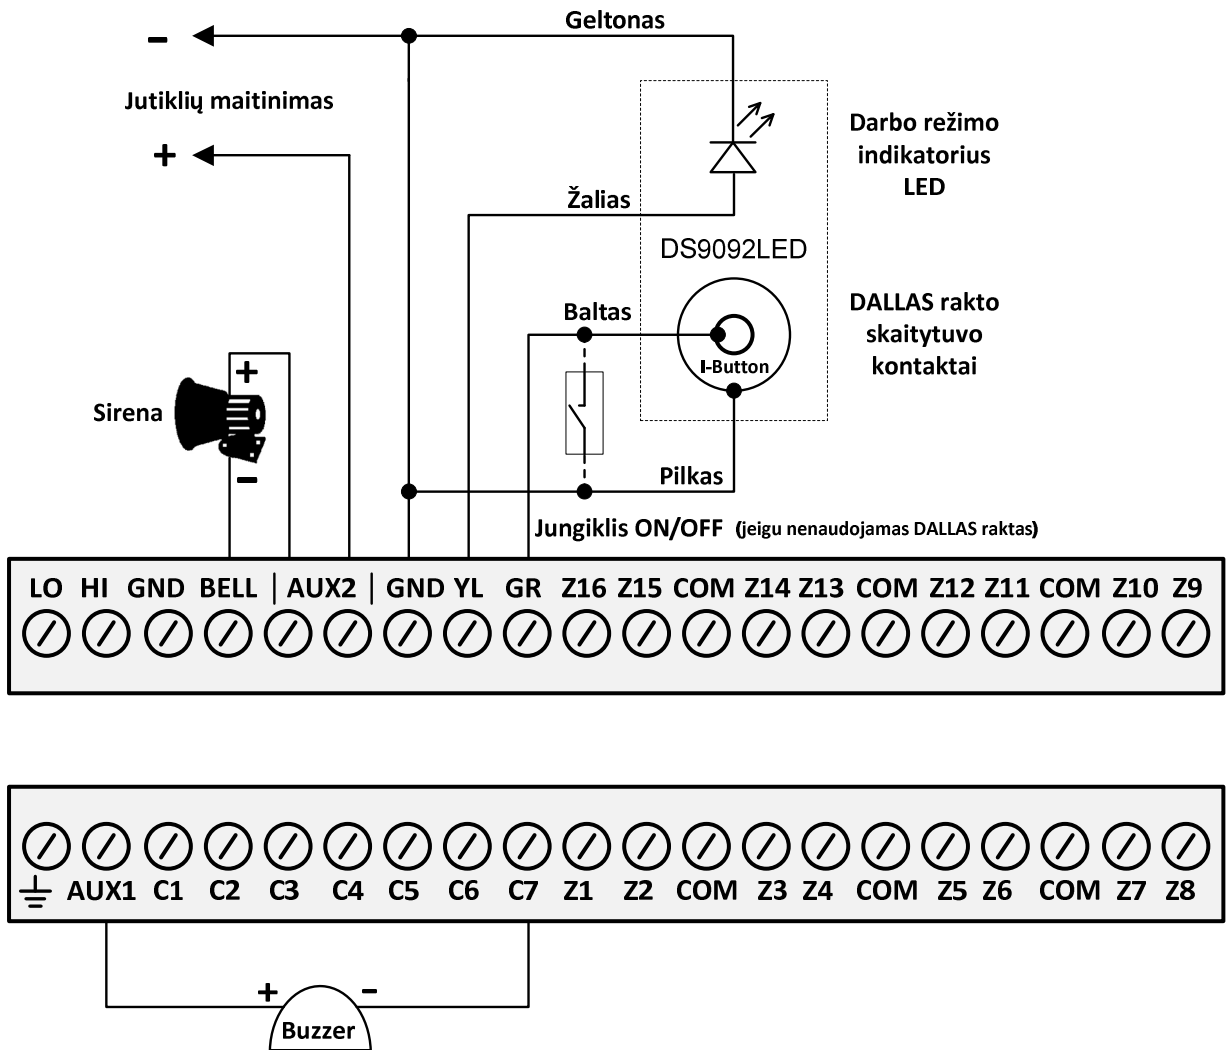 Geltonas
–
Jutiklių maitinimas
+
Darbo režimo
indikatorius
LED
Žalias
DS9092LED
Baltas
I-Button
DALLAS rakto
skaitytuvo
kontaktai
+
Sirena
–
Pilkas
Jungiklis ON/OFF (jeigu nenaudojamas DALLAS raktas)
LO HI GND BELL | AUX2 | GND YL GR Z16 Z15 COM Z14 Z13 COM Z12 Z11 COM Z10 Z9
AUX1 C1 C2 C3 C4 C5 C6 C7 Z1 Z2 COM Z3 Z4 COM Z5 Z6 COM Z7 Z8
+ –
Buzzer